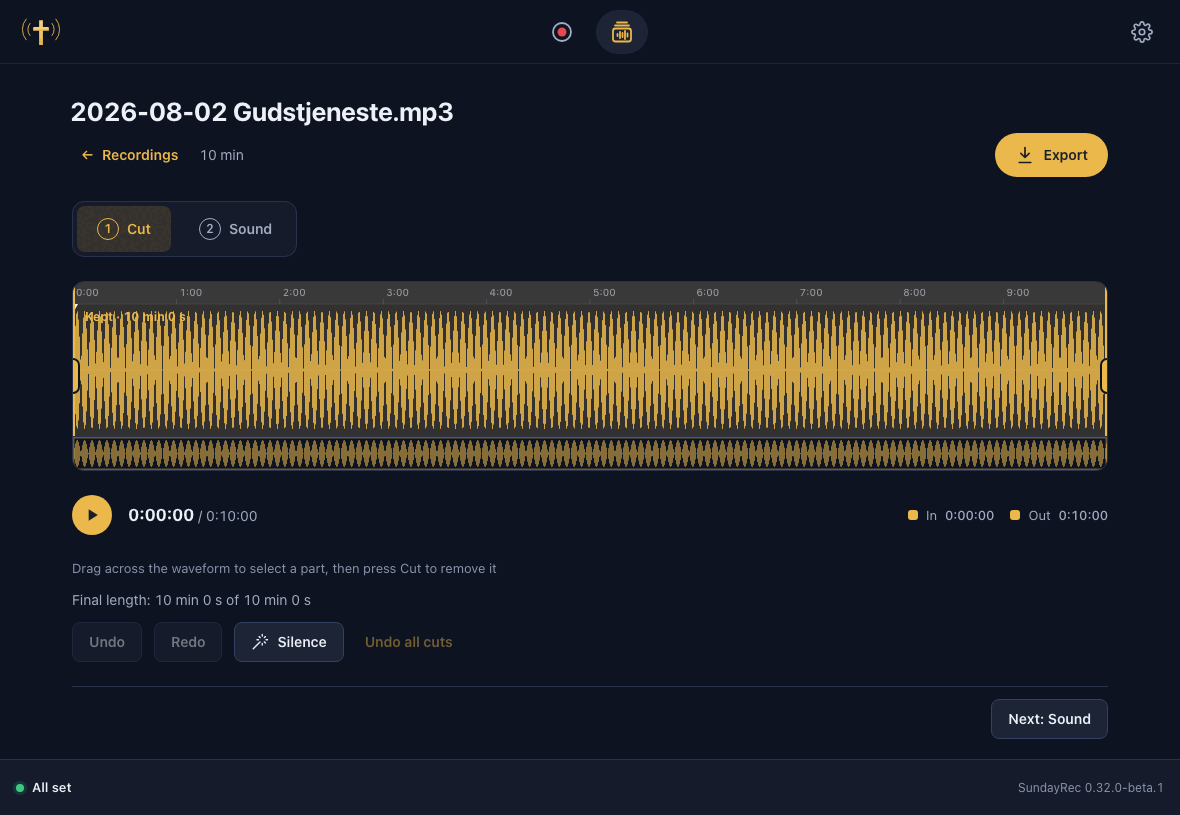 2026-08-02 Gudstjeneste.mp3
← Recordings 10 min
Export
1 Cut 2 Sound
0:00 1:00 2:00 3:00 4:00 5:00 6:00 7:00 8:00 9:00
Kept · 10 min 0 s
0:00:00 / 0:10:00
In 0:00:00 Out 0:10:00
Drag across the waveform to select a part, then press Cut to remove it
Final length: 10 min 0 s of 10 min 0 s
Undo Redo Silence Undo all cuts
Next: Sound
All set
SundayRec 0.32.0-beta.1